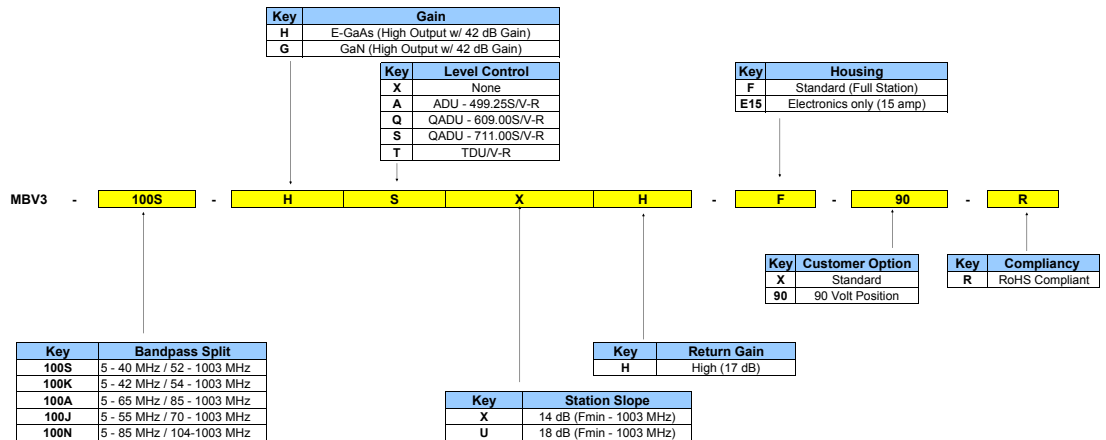 Key Gain
H E-GaAs (High Output w/ 42 dB Gain)
G GaN (High Output w/ 42 dB Gain)
Key Level Control
X None
A ADU - 499.25S/V-R
Q QADU - 609.00S/V-R
S QADU - 711.00S/V-R
T TDU/V-R
Key Housing
F Standard (Full Station)
E15 Electronics only (15 amp)
MBV3 - 100S - H S X H - F - 90 - R
Key Customer Option
X Standard
90 90 Volt Position
Key Compliancy
R RoHS Compliant
Key Bandpass Split
100S 5 - 40 MHz / 52 - 1003 MHz
100K 5 - 42 MHz / 54 - 1003 MHz
100A 5 - 65 MHz / 85 - 1003 MHz
100J 5 - 55 MHz / 70 - 1003 MHz
100N 5 - 85 MHz / 104-1003 MHz
Key Return Gain
H High (17 dB)
Key Station Slope
X 14 dB (Fmin - 1003 MHz)
U 18 dB (Fmin - 1003 MHz)